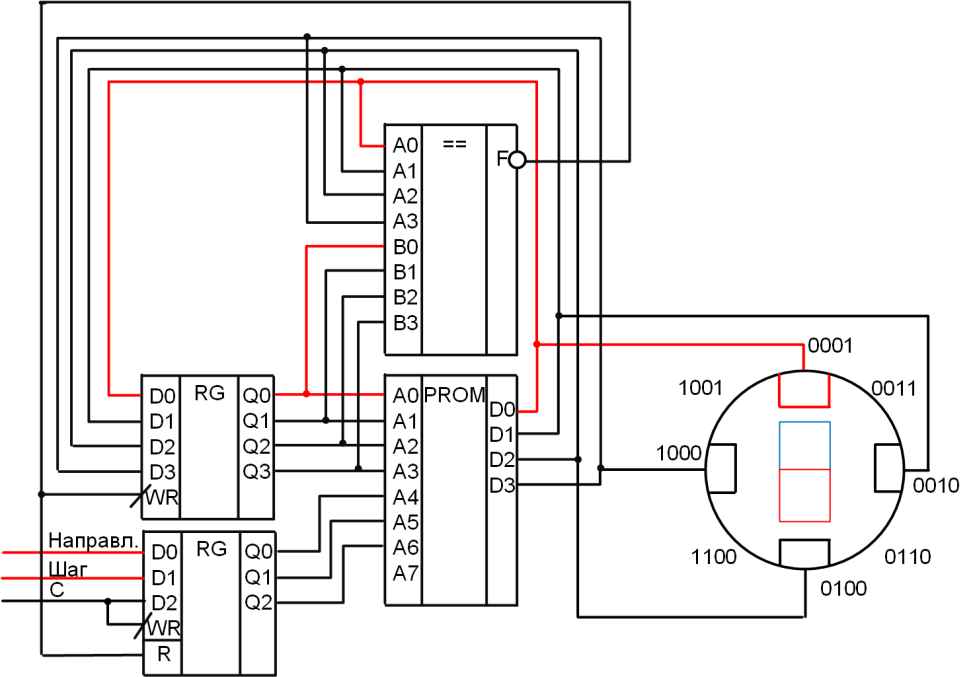 A0 == F
A1
A2
A3
B0
B1
B2
B3
0001
1001 0011
D0 RG Q0 A0 PROM D0
D1 Q1 A1 D1
D2 Q2 A2 D2
D3 Q3 A3 D3
1000 0010
WR A4
A5
A6
A7
1100 0110
0100
Направл. D0 RG Q0
Шаг D1 Q1
C D2 Q2
WR
R